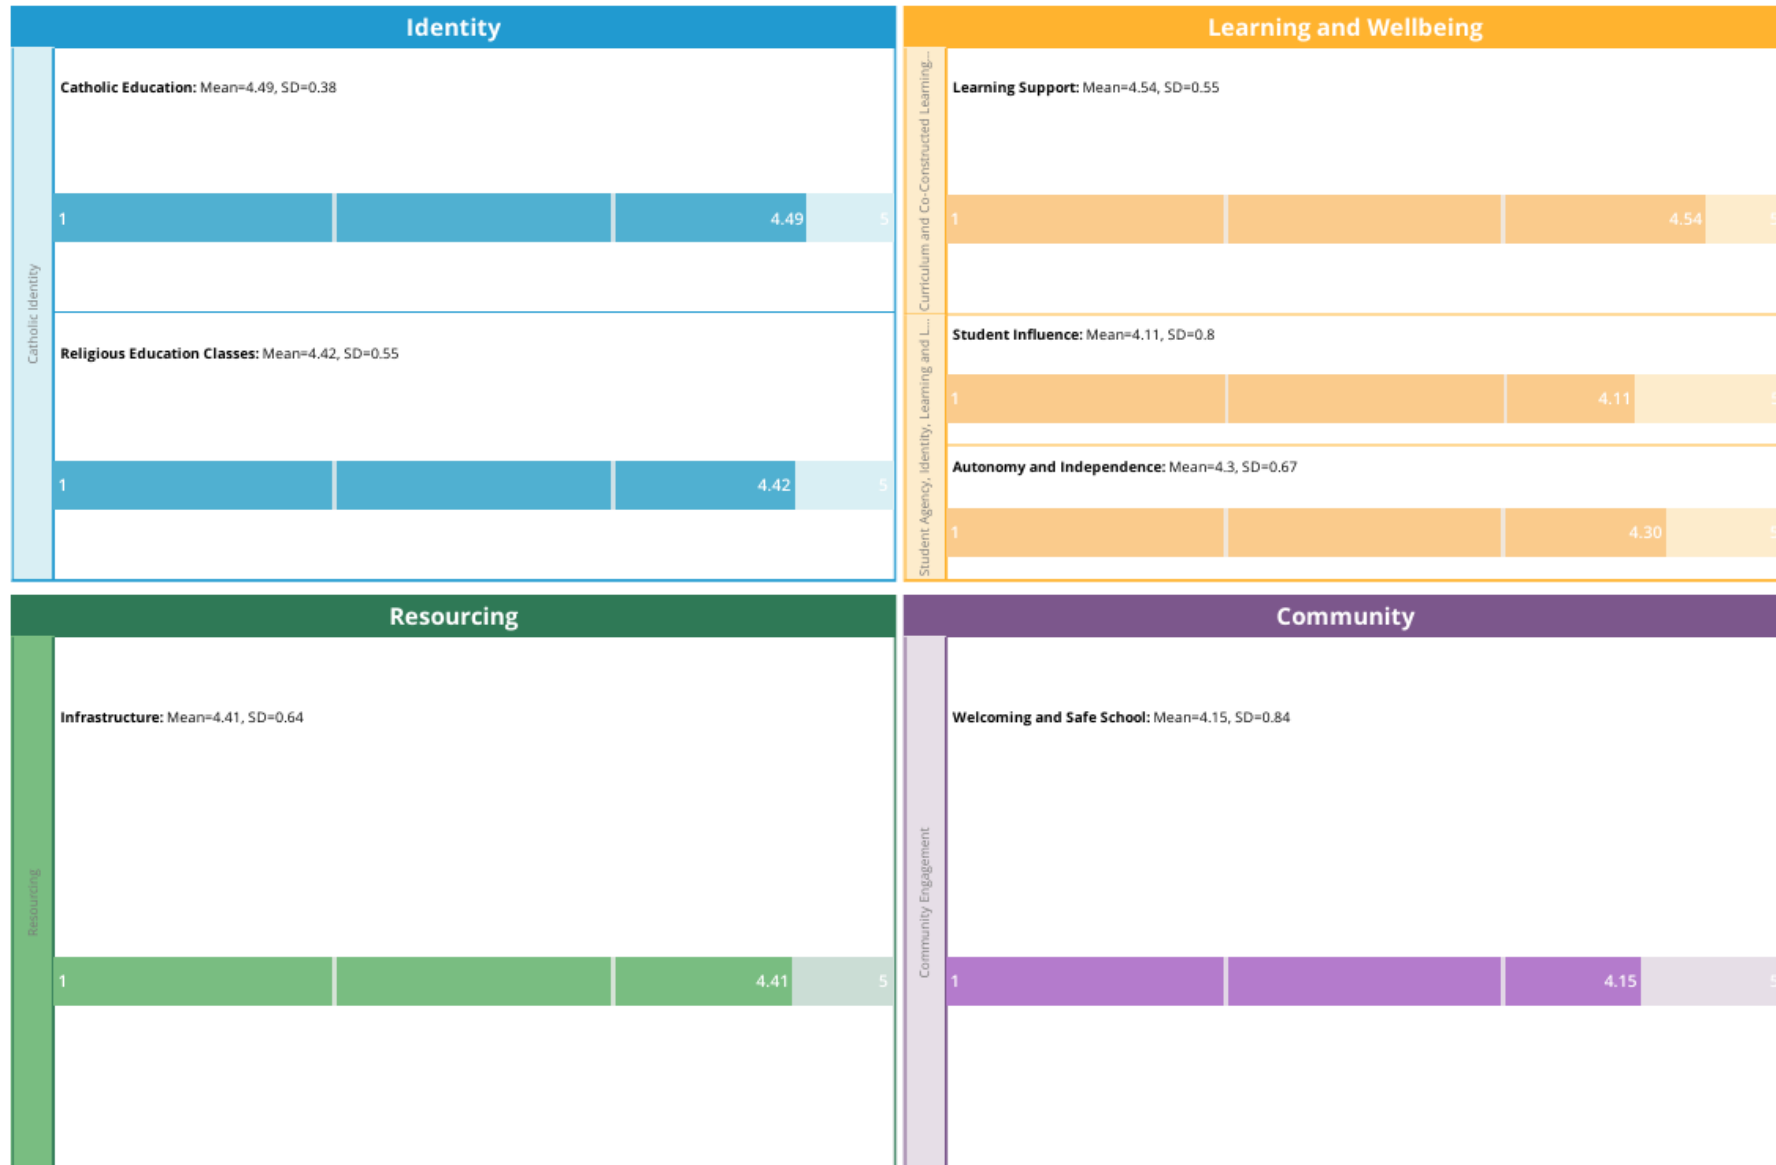 Identity
Catholic Identity
Catholic Education: Mean=4.49, SD=0.38
1 4.49 5
Religious Education Classes: Mean=4.42, SD=0.55
1 4.42 5
Learning and Wellbeing
Curriculum and Co-Constructed Learning...
Learning Support: Mean=4.54, SD=0.55
1 4.54 5
Student Agency, Identity, Learning and L...
Student Influence: Mean=4.11, SD=0.8
1 4.11 5
Autonomy and Independence: Mean=4.3, SD=0.67
1 4.30 5
Resourcing
Resourcing
Infrastructure: Mean=4.41, SD=0.64
1 4.41 5
Community
Community Engagement
Welcoming and Safe School: Mean=4.15, SD=0.84
1 4.15 5